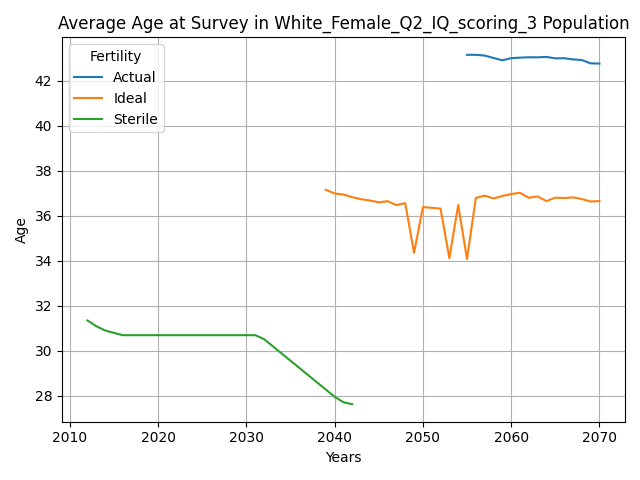 Average Age at Survey in White_Female_Q2_IQ_scoring_3 Population
Fertility
Actual
Ideal
Sterile
Age
42
40
38
36
34
32
30
28
2010
2020
2030
2040
2050
2060
2070
Years